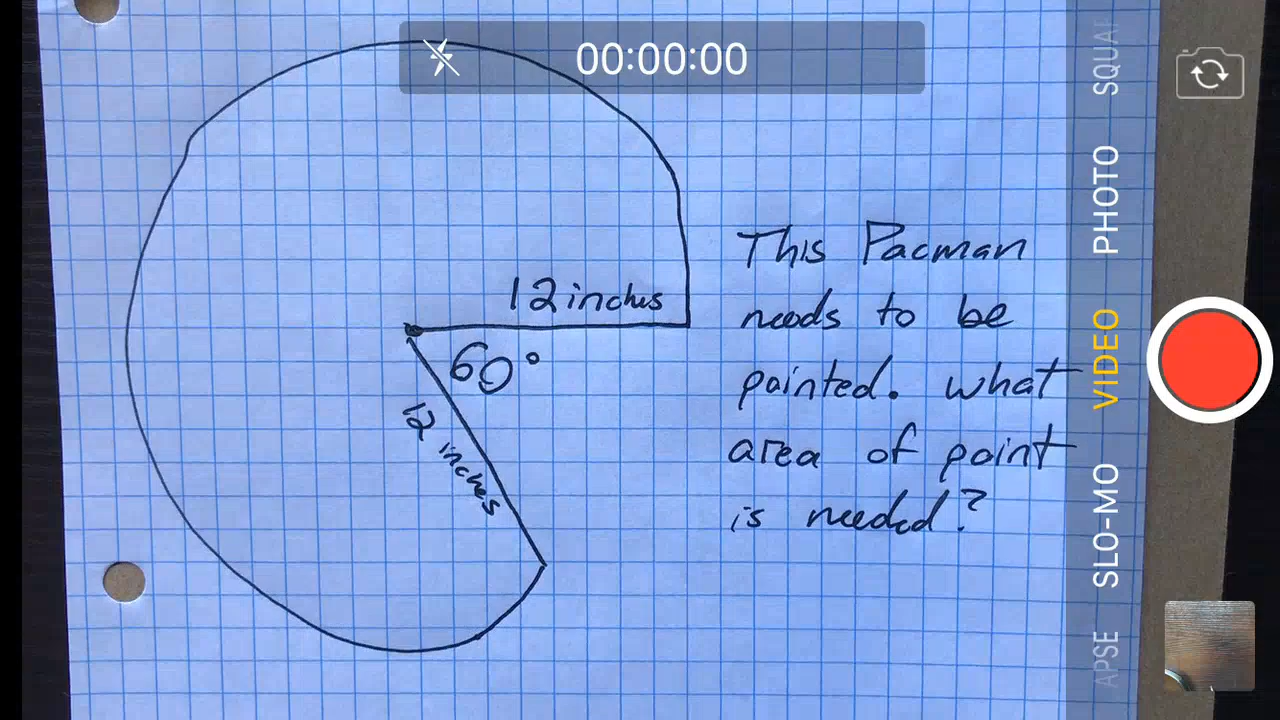 00:00:00
12 inches
60°
12 inches
This Pacman
needs to be
painted. What
area of paint
is needed?
SQUAR
PHOTO
VIDEO
SLO-MO
APSE